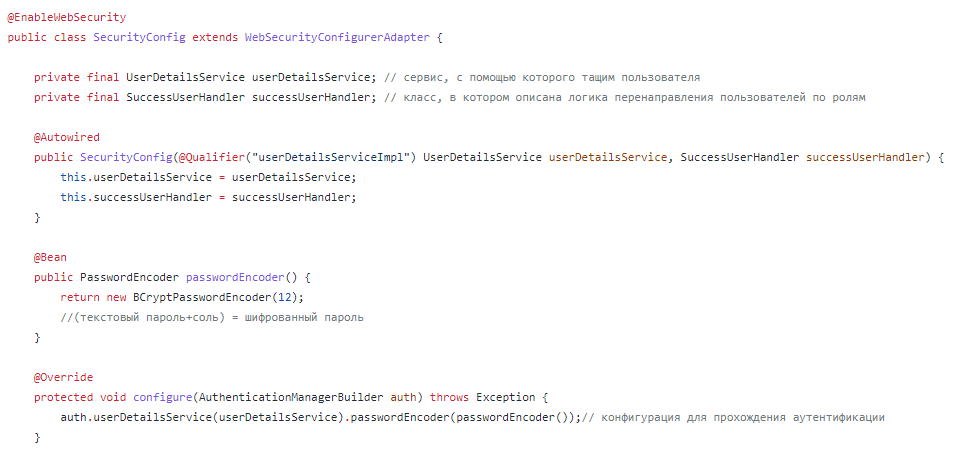 @EnableWebSecurity
public class SecurityConfig extends WebSecurityConfigurerAdapter {
private final UserDetailsService userDetailsService; // сервис, с помощью которого тащим пользователя
private final SuccessUserHandler successUserHandler; // класс, в котором описана логика перенаправления пользователей по ролям
@Autowired
public SecurityConfig(@Qualifier("userDetailsServiceImpl") UserDetailsService userDetailsService, SuccessUserHandler successUserHandler) {
this.userDetailsService = userDetailsService;
this.successUserHandler = successUserHandler;
}
@Bean
public PasswordEncoder passwordEncoder() {
return new BCryptPasswordEncoder(12);
//(текстовый пароль+соль) = шифрованный пароль
}
@Override
protected void configure(AuthenticationManagerBuilder auth) throws Exception {
auth.userDetailsService(userDetailsService).passwordEncoder(passwordEncoder());// конфигурация для прохождения аутентификации
}